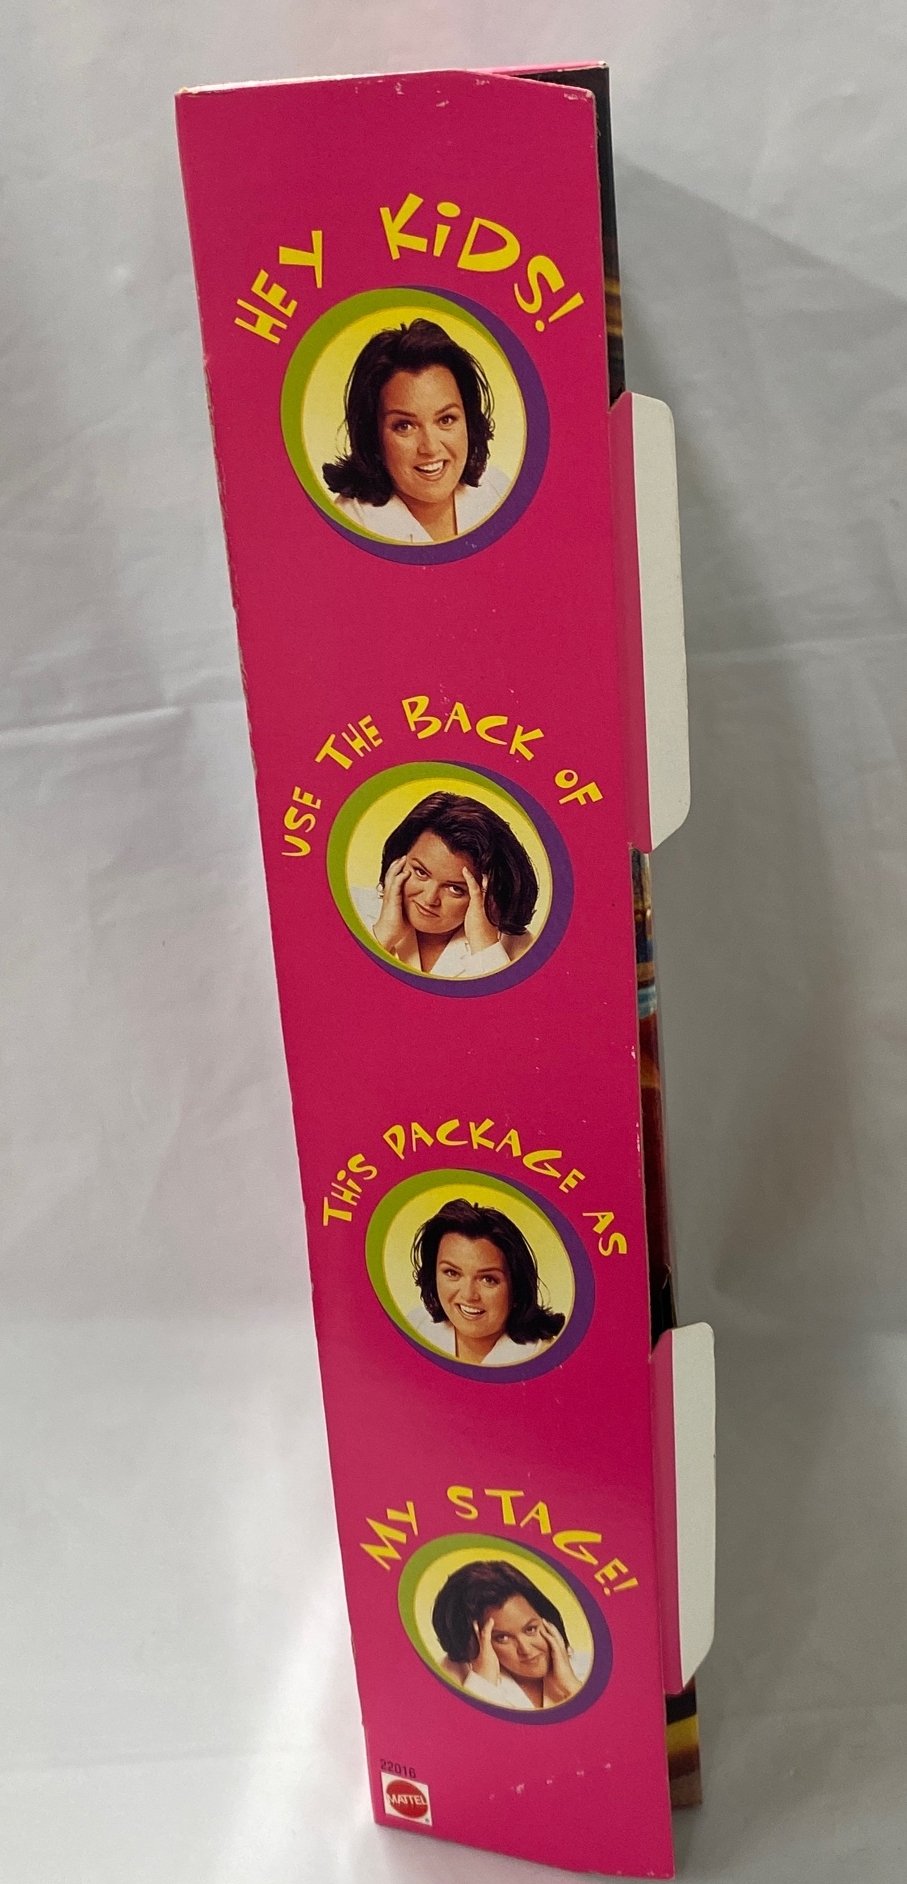 HEY KiDS!
USE THE BACK OF
THiS PACKAGE AS
MY STAGE!
22016
MATTEL